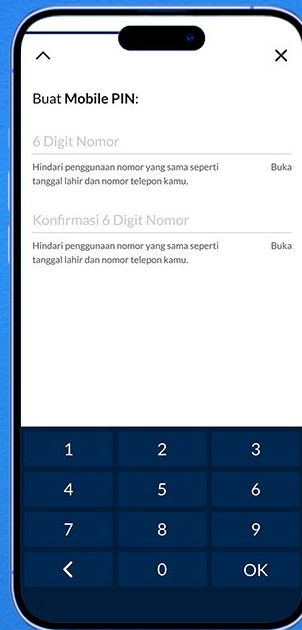 Buat Mobile PIN:
6 Digit Nomor
Hindari penggunaan nomor yang sama seperti Buka
tanggal lahir dan nomor telepon kamu.
Konfirmasi 6 Digit Nomor
Hindari penggunaan nomor yang sama seperti Buka
tanggal lahir dan nomor telepon kamu.
1 2 3
4 5 6
7 8 9
0 OK